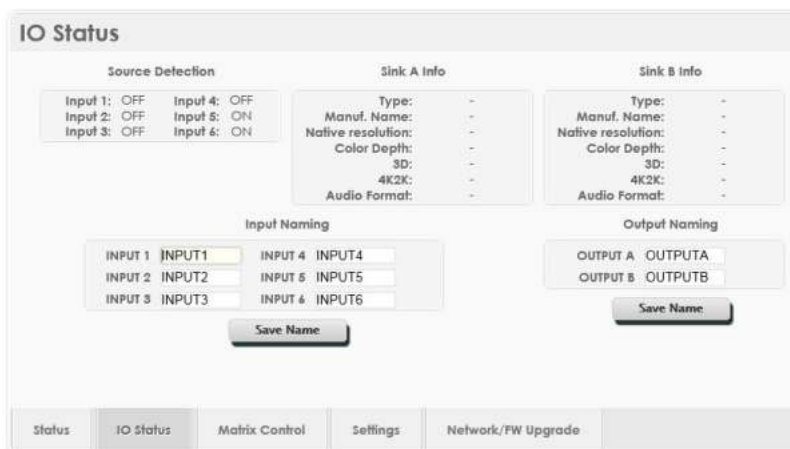 IO Status
Source Detection
Input 1: OFF Input 4: OFF
Input 2: OFF Input 5: ON
Input 3: OFF Input 6: ON
Sink A Info
Type: -
Manuf. Name: -
Native resolution: -
Color Depth: -
3D: -
4K2K: -
Audio Format: -
Sink B Info
Type: -
Manuf. Name: -
Native resolution: -
Color Depth: -
3D: -
4K2K: -
Audio Format: -
Input Naming
INPUT 1 INPUT1 INPUT 4 INPUT4
INPUT 2 INPUT2 INPUT 5 INPUT5
INPUT 3 INPUT3 INPUT 6 INPUT6
Save Name
Output Naming
OUTPUT A OUTPUTA
OUTPUT B OUTPUTB
Save Name
Status IO Status Matrix Control Settings Network/FW Upgrade